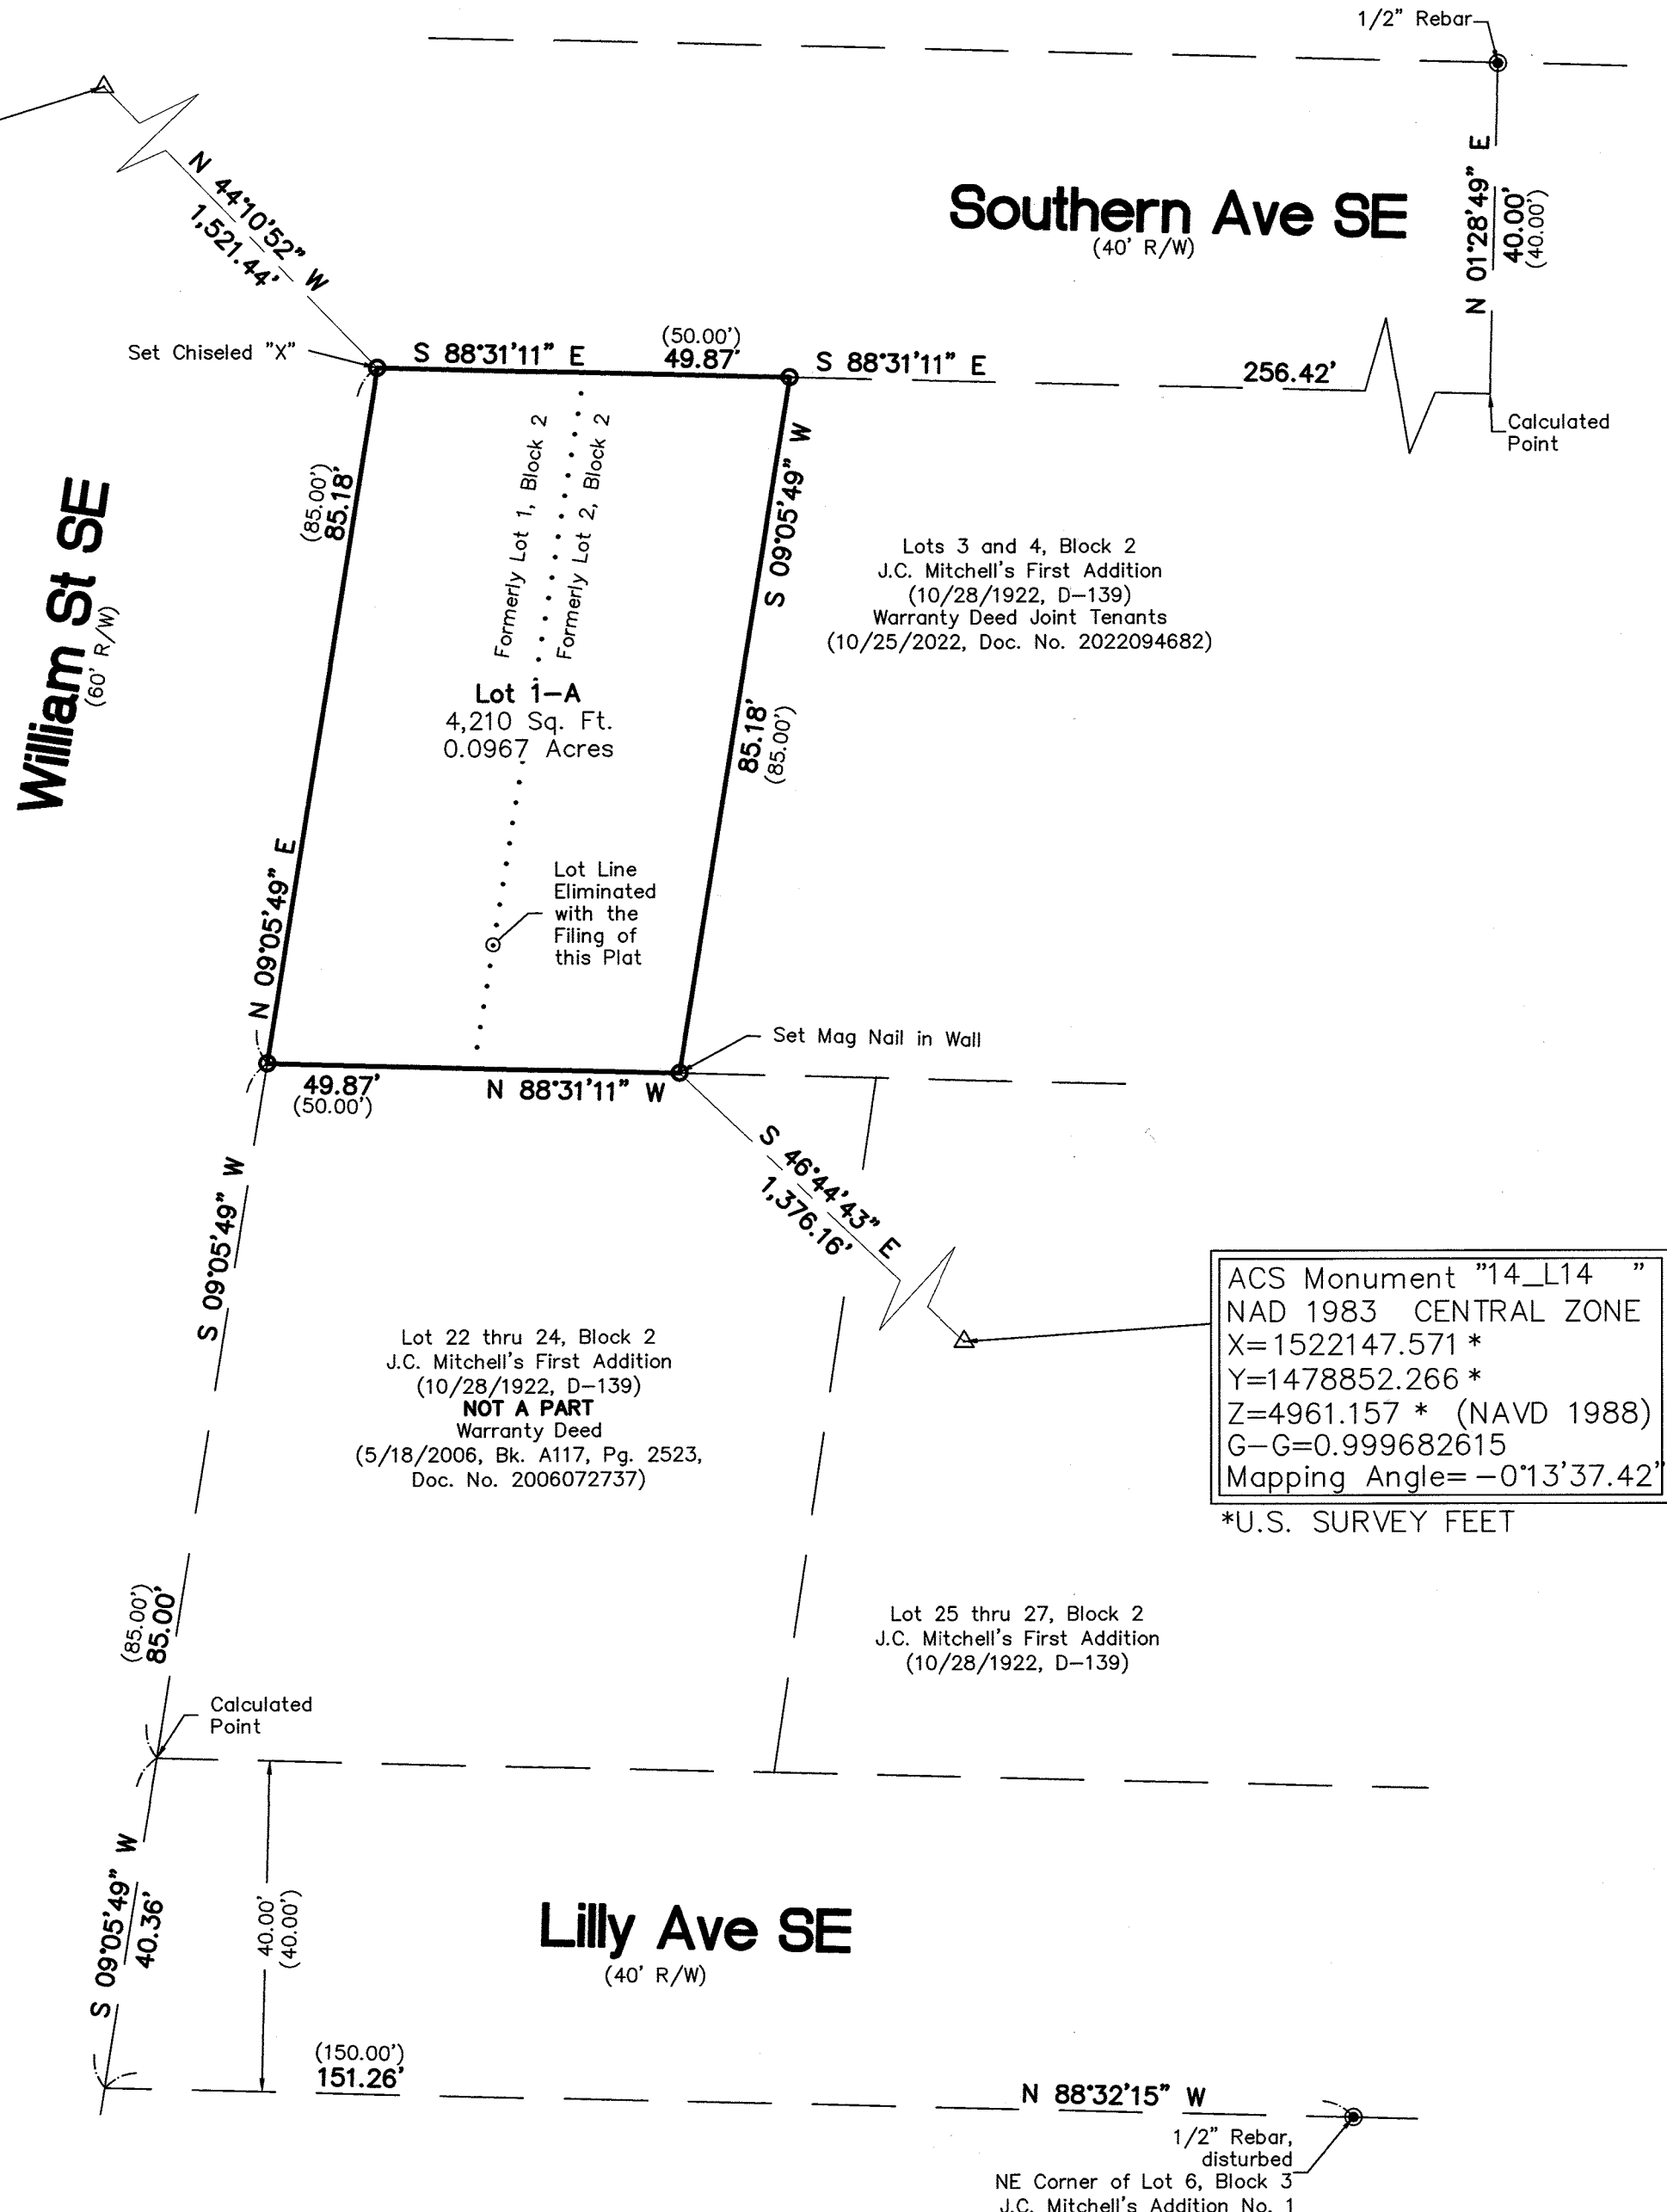 1/2" Rebar
N 44°10'52" W
1,521.44'
Southern Ave SE
(40' R/W)
N 01°28'49" E
40.00'
(40.00')
Set Chiseled "X"
S 88°31'11" E
(50.00')
49.87'
S 88°31'11" E
256.42'
Calculated
Point
William St SE
(60' R/W)
(85.00')
85.18'
N 09°05'49" E
Formerly Lot 1, Block 2
Formerly Lot 2, Block 2
S 09°05'49" W
85.18'
(85.00')
Lots 3 and 4, Block 2
J.C. Mitchell's First Addition
(10/28/1922, D-139)
Warranty Deed Joint Tenants
(10/25/2022, Doc. No. 2022094682)
Lot 1-A
4,210 Sq. Ft.
0.0967 Acres
Lot Line
Eliminated
with the
Filing of
this Plat
Set Mag Nail in Wall
49.87'
(50.00')
N 88°31'11" W
S 46°44'43" E
1,376.16'
S 09°05'49" W
(85.00')
85.00'
ACS Monument "14_L14 "
NAD 1983 CENTRAL ZONE
X=1522147.571 *
Y=1478852.266 *
Z=4961.157 * (NAVD 1988)
G-G=0.999682615
Mapping Angle= -0°13'37.42"
*U.S. SURVEY FEET
Lot 22 thru 24, Block 2
J.C. Mitchell's First Addition
(10/28/1922, D-139)
NOT A PART
Warranty Deed
(5/18/2006, Bk. A117, Pg. 2523,
Doc. No. 2006072737)
Lot 25 thru 27, Block 2
J.C. Mitchell's First Addition
(10/28/1922, D-139)
Calculated
Point
S 09°05'49" W
40.36'
40.00'
(40.00')
Lilly Ave SE
(40' R/W)
(150.00')
151.26'
N 88°32'15" W
1/2" Rebar,
disturbed
NE Corner of Lot 6, Block 3
J.C. Mitchell's Addition No. 1